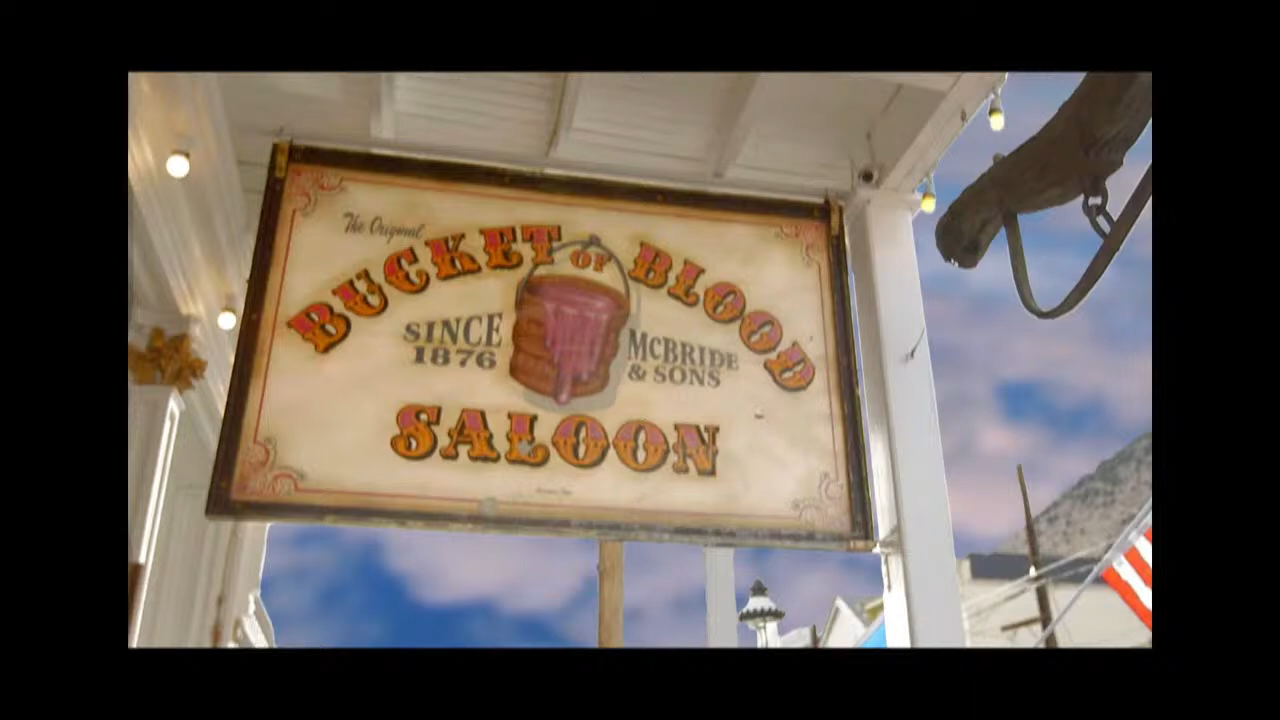 The Original
BUCKET OF BLOOD
SINCE
1876
McBRIDE
& SONS
SALOON